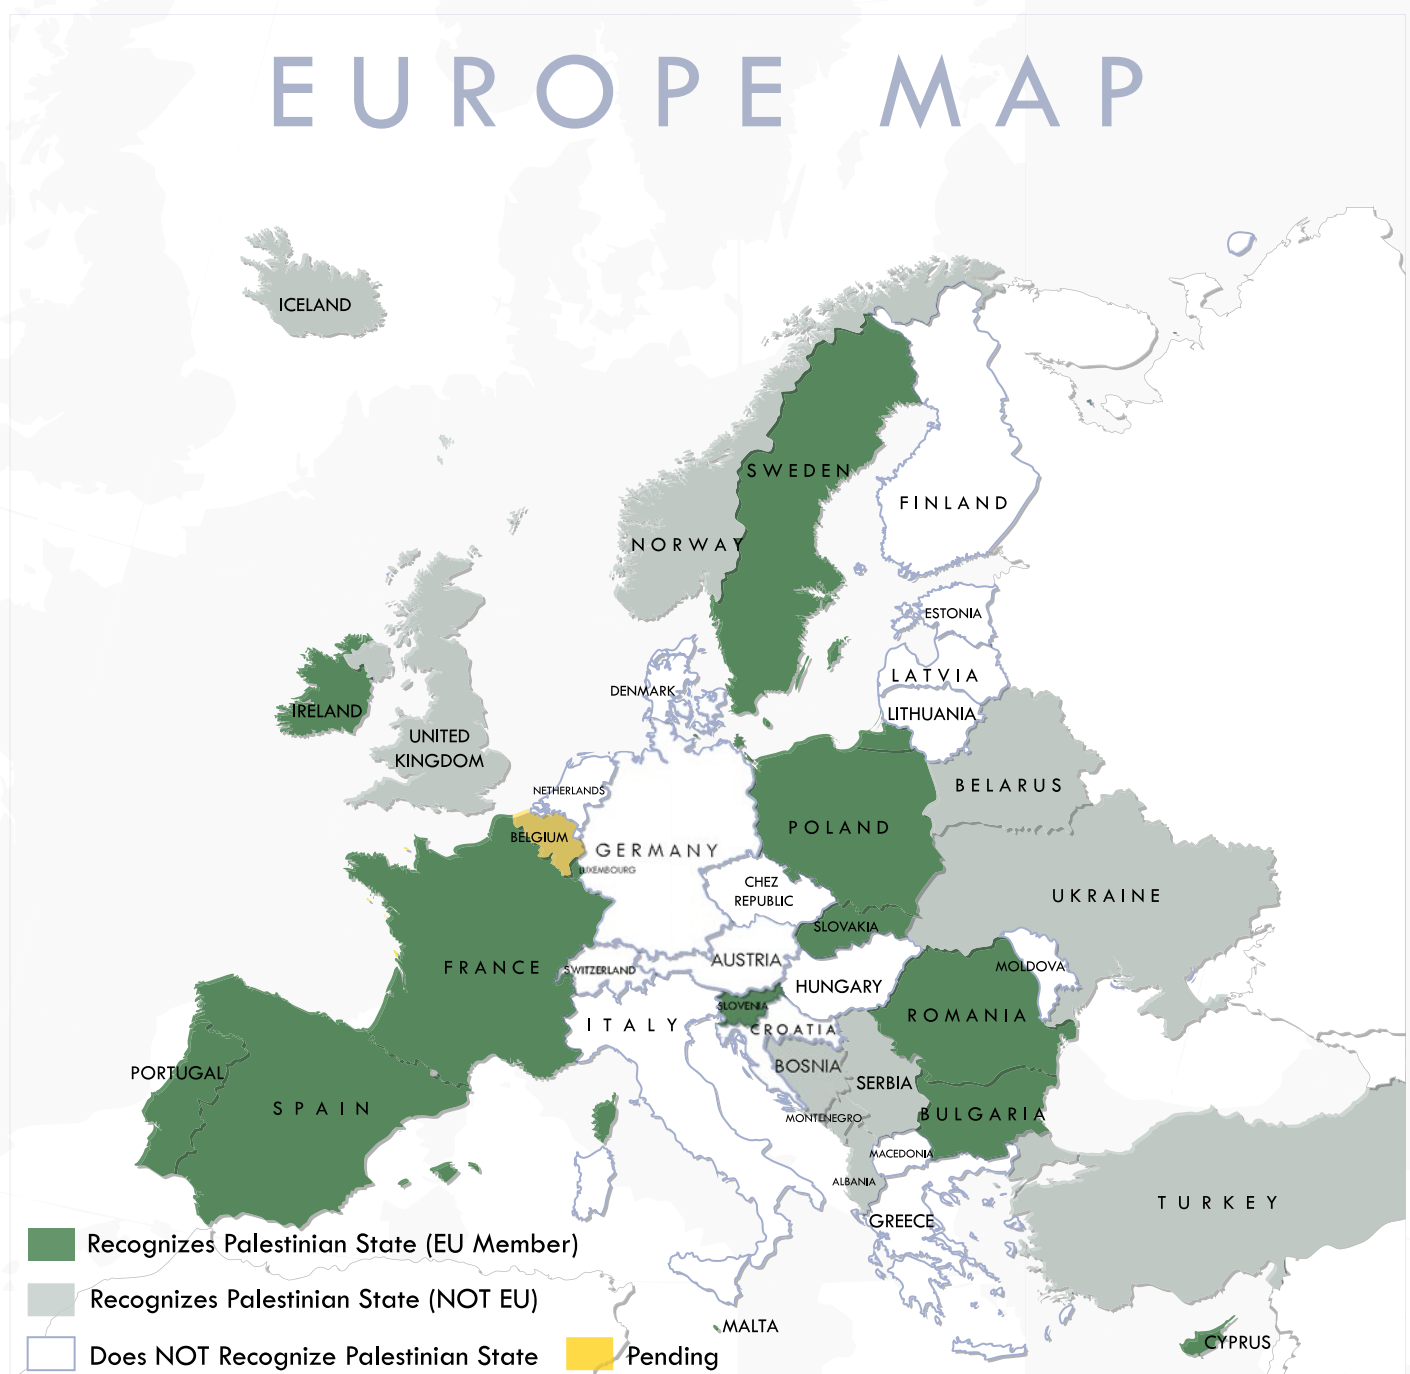 EUROPE MAP
ICELAND
SWEDEN
FINLAND
NORWAY
ESTONIA
LATVIA
DENMARK
LITHUANIA
IRELAND
UNITED
KINGDOM
NETHERLANDS
BELARUS
BELGIUM
POLAND
GERMANY
LUXEMBOURG
CHEZ
REPUBLIC
UKRAINE
SLOVAKIA
FRANCE
SWITZERLAND
AUSTRIA
MOLDOVA
HUNGARY
SLOVENIA
ROMANIA
ITALY
CROATIA
PORTUGAL
BOSNIA
SERBIA
SPAIN
MONTENEGRO
BULGARIA
MACEDONIA
ALBANIA
TURKEY
GREECE
MALTA
CYPRUS
Recognizes Palestinian State (EU Member)
Recognizes Palestinian State (NOT EU)
Does NOT Recognize Palestinian State
Pending